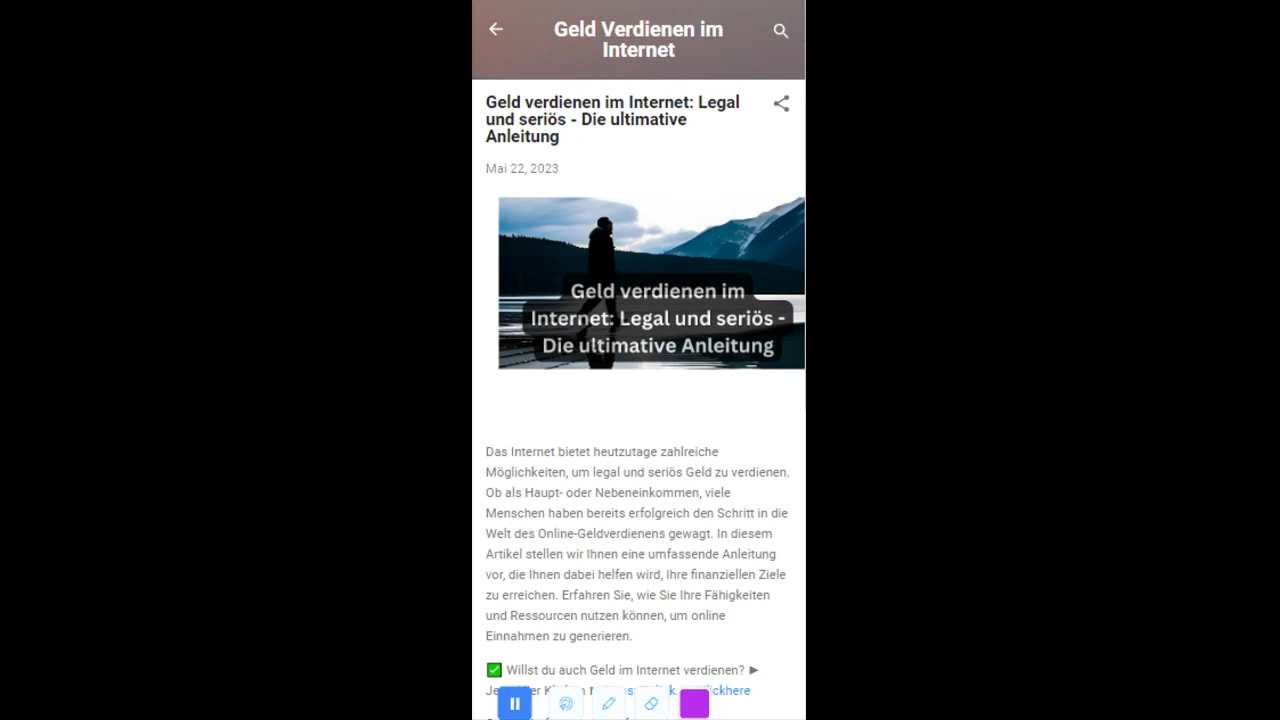 Geld Verdienen im
Internet
Geld verdienen im Internet: Legal
und seriös - Die ultimative
Anleitung
Mai 22, 2023
Geld verdienen im
Internet: Legal und seriös -
Die ultimative Anleitung
Das Internet bietet heutzutage zahlreiche
Möglichkeiten, um legal und seriös Geld zu verdienen.
Ob als Haupt- oder Nebeneinkommen, viele
Menschen haben bereits erfolgreich den Schritt in die
Welt des Online-Geldverdienens gewagt. In diesem
Artikel stellen wir Ihnen eine umfassende Anleitung
vor, die Ihnen dabei helfen wird, Ihre finanziellen Ziele
zu erreichen. Erfahren Sie, wie Sie Ihre Fähigkeiten
und Ressourcen nutzen können, um online
Einnahmen zu generieren.
✅ Willst du auch Geld im Internet verdienen? ►